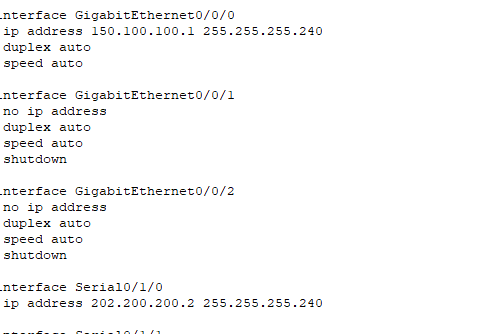 interface GigabitEthernet0/0/0
ip address 150.100.100.1 255.255.255.240
duplex auto
speed auto
interface GigabitEthernet0/0/1
no ip address
duplex auto
speed auto
shutdown
interface GigabitEthernet0/0/2
no ip address
duplex auto
speed auto
shutdown
interface Serial0/1/0
ip address 202.200.200.2 255.255.255.240
interface Serial0/1/1